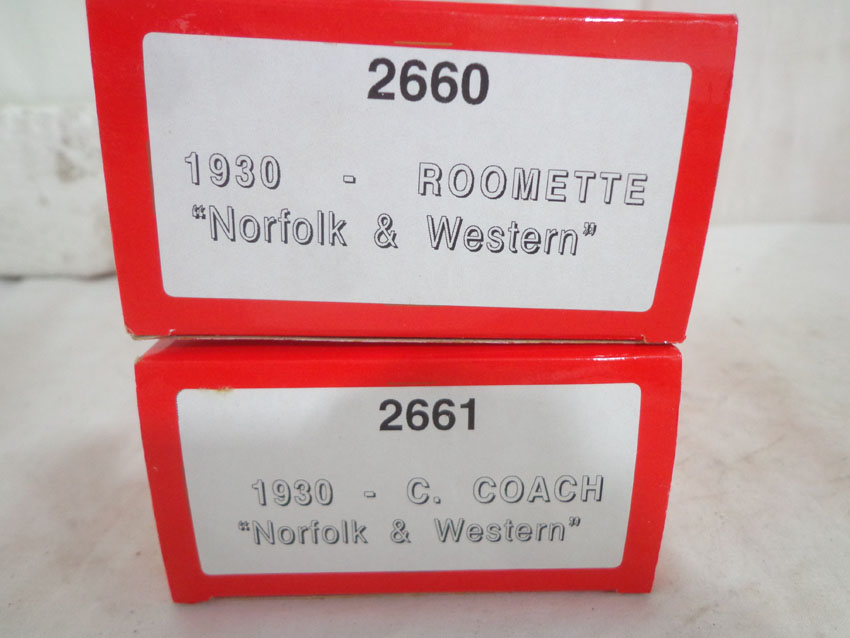 2660
1930 - ROOMETTE
“Norfolk & Western”
2661
1930 - C. COACH
“Norfolk & Western”